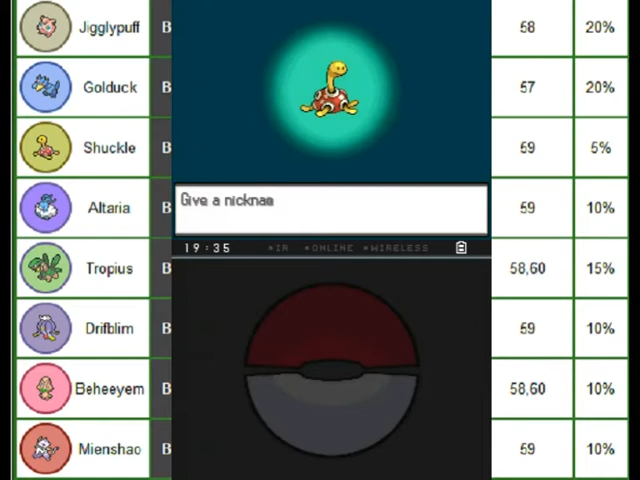 Jigglypuff B 58 20%
Golduck B 57 20%
Shuckle B 59 5%
Altaria B 59 10%
Tropius B 58,60 15%
Drifblim B 59 10%
Beheeyem B 58,60 10%
Mienshao B 59 10%
Give a nicknam
19:35 IR ONLINE WIRELESS